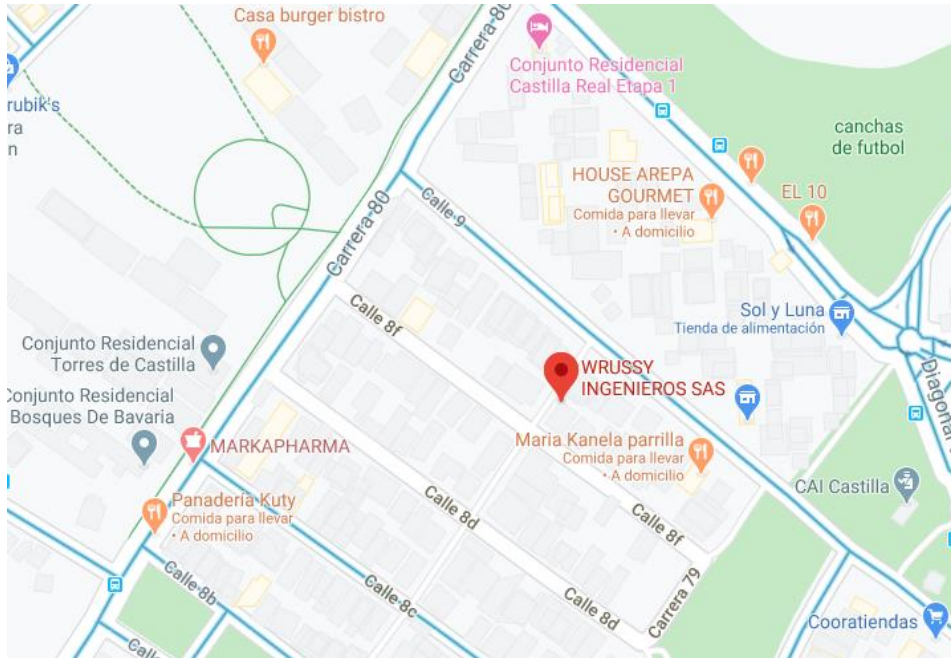 Casa burger bistro
Carrera 80
Conjunto Residencial
Castilla Real Etapa 1
rubik's
ra
n
canchas
de futbol
HOUSE AREPA
GOURMET
Comida para llevar
• A domicilio
EL 10
Calle 9
Carrera 80
Calle 8f
Sol y Luna
Tienda de alimentación
Conjunto Residencial
Torres de Castilla
Conjunto Residencial
Bosques De Bavaria
WRUSSY
INGENIEROS SAS
MARKAPHARMA
Maria Kanela parrilla
Comida para llevar
• A domicilio
CAI Castilla
Panadería Kuty
Comida para llevar
• A domicilio
Calle 8d
Calle 8f
Calle 8b
Calle 8c
Calle 8d
Carrera 79
Cooratiendas